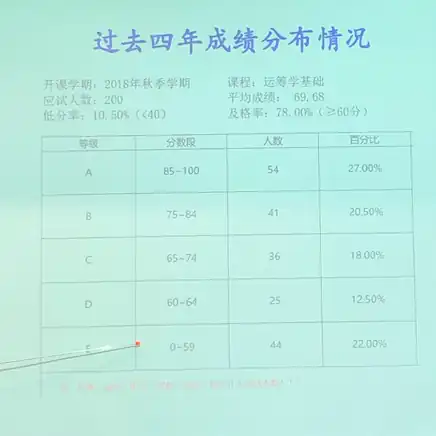 过去四年成绩分布情况
开课学期：2018年秋季学期 课程：运筹学基础
应试人数：200 平均成绩：69.68
低分率：10.50%（<40） 及格率：78.00%（≥60分）
等级 分数段 人数 百分比
A 85-100 54 27.00%
B 75-84 41 20.50%
C 65-74 36 18.00%
D 60-64 25 12.50%
E 0-59 44 22.00%